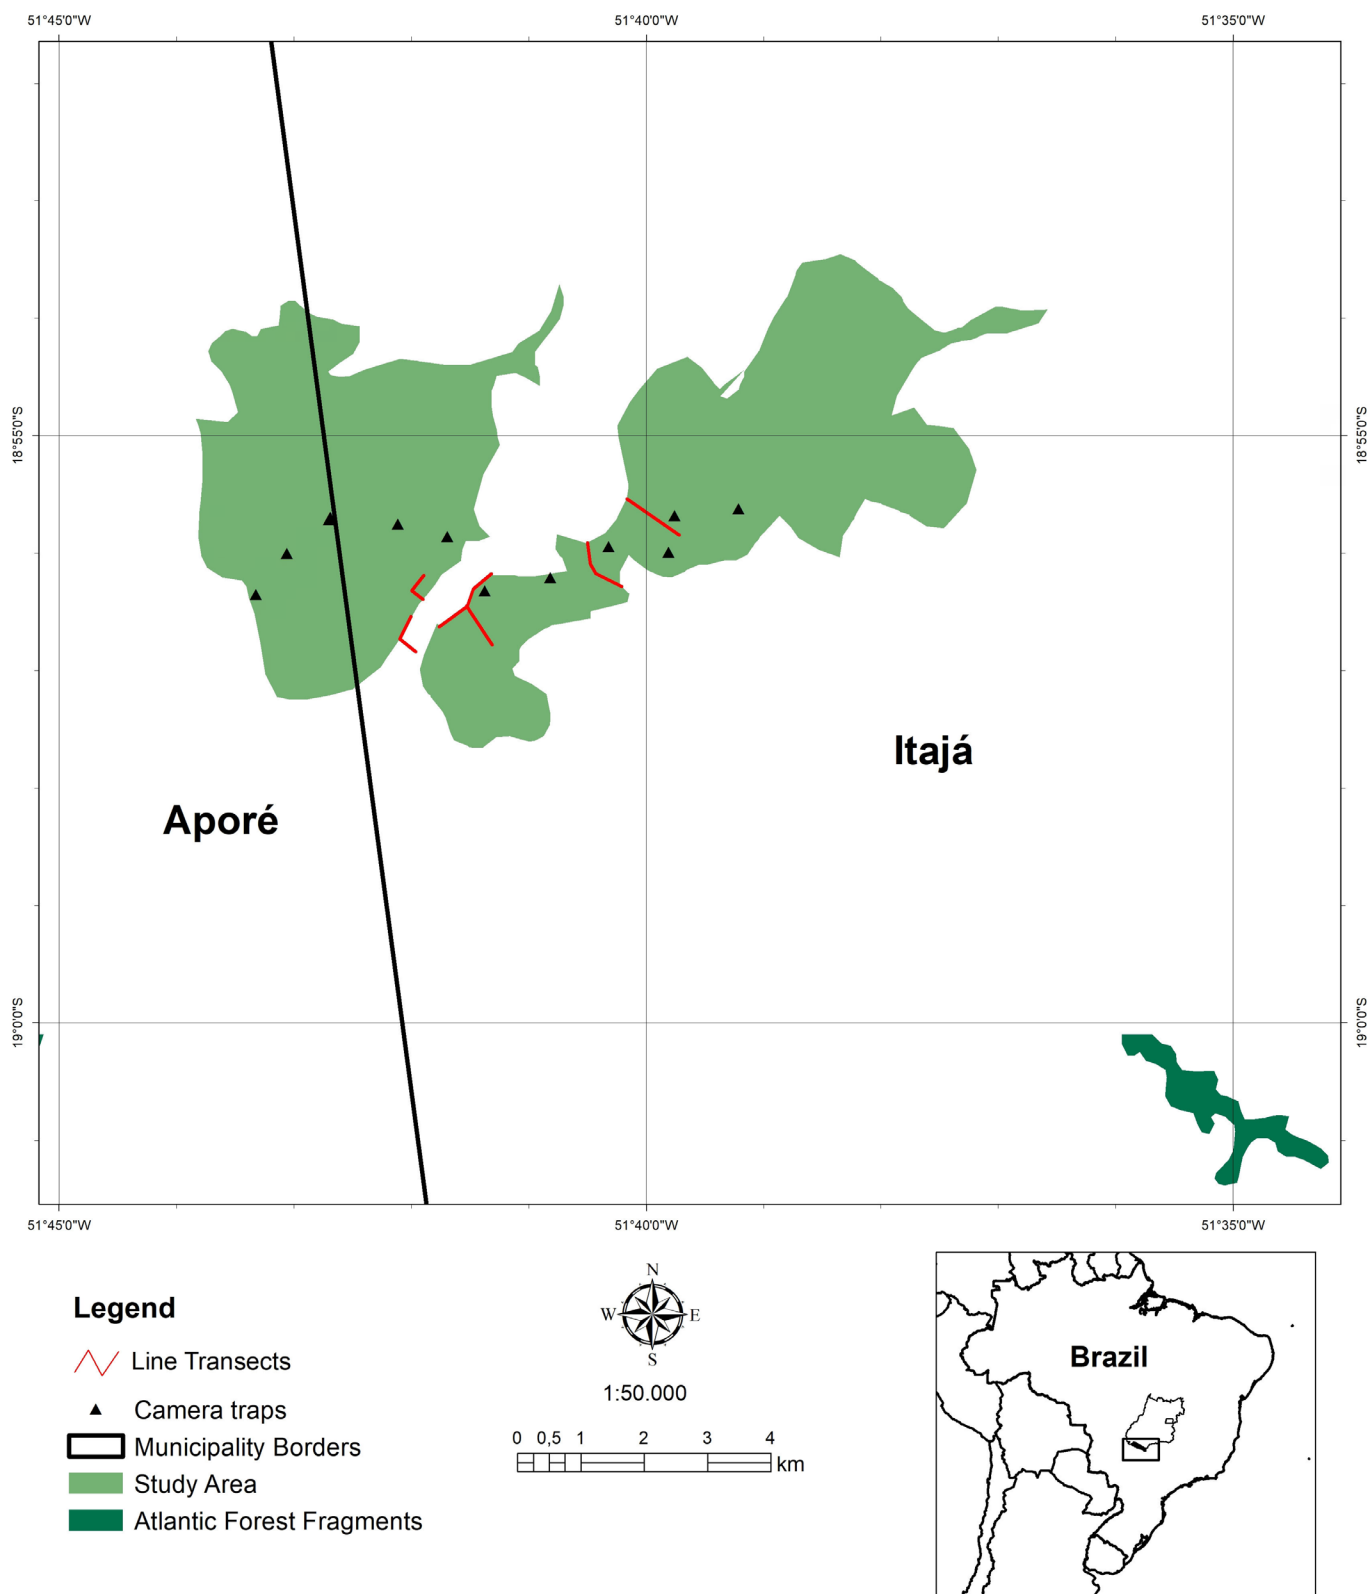 51°45'0"W 51°40'0"W 51°35'0"W
18°55'0"S 18°55'0"S
Itajá
Aporé
19°0'0"S 19°0'0"S
51°45'0"W 51°40'0"W 51°35'0"W
Legend
Line Transects
Camera traps
Municipality Borders
Study Area
Atlantic Forest Fragments
N
W E
S
1:50.000
0 0,5 1 2 3 4
km
Brazil